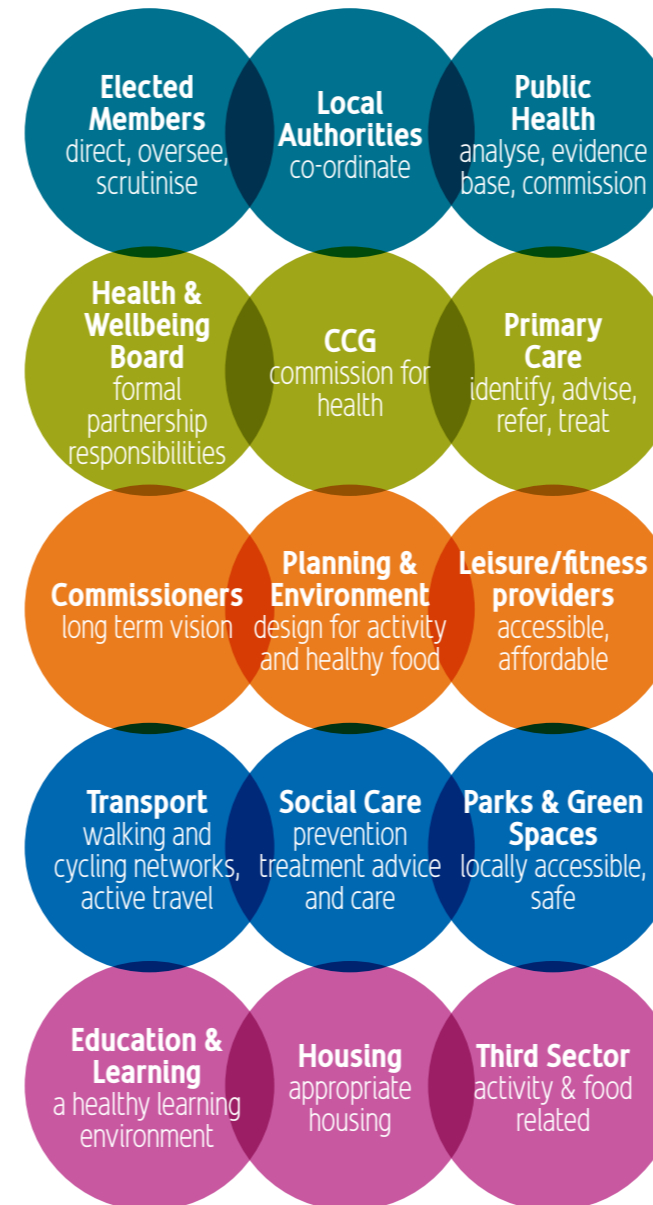 Elected
Members
direct, oversee,
scrutinise
Local
Authorities
co-ordinate
Public
Health
analyse, evidence
base, commission
Health &
Wellbeing
Board
formal
partnership
responsibilities
CCG
commission for
health
Primary
Care
identify, advise,
refer, treat
Commissioners
long term vision
Planning &
Environment
design for activity
and healthy food
Leisure/fitness
providers
accessible,
affordable
Transport
walking and
cycling networks,
active travel
Social Care
prevention
treatment advice
and care
Parks & Green
Spaces
locally accessible,
safe
Education &
Learning
a healthy learning
environment
Housing
appropriate
housing
Third Sector
activity & food
related